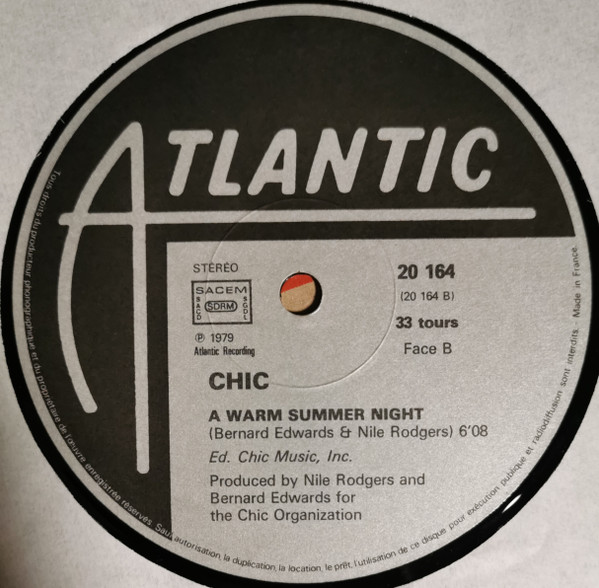 ATLANTIC
STÉRÉO
SACEM
SACD
SDRM
SGDL
℗ 1979
Atlantic Recording
20 164
(20 164 B)
33 tours
Face B
CHIC
A WARM SUMMER NIGHT
(Bernard Edwards & Nile Rodgers) 6'08
Ed. Chic Music, Inc.
Produced by Nile Rodgers and
Bernard Edwards for
the Chic Organization
Tous droits du producteur phonographique et du propriétaire de l'œuvre enregistrée réservés. Sauf autorisation, la duplication, la location, le prêt, l'utilisation de ce disque pour exécution publique et radiodiffusion sont interdits. Made in France.